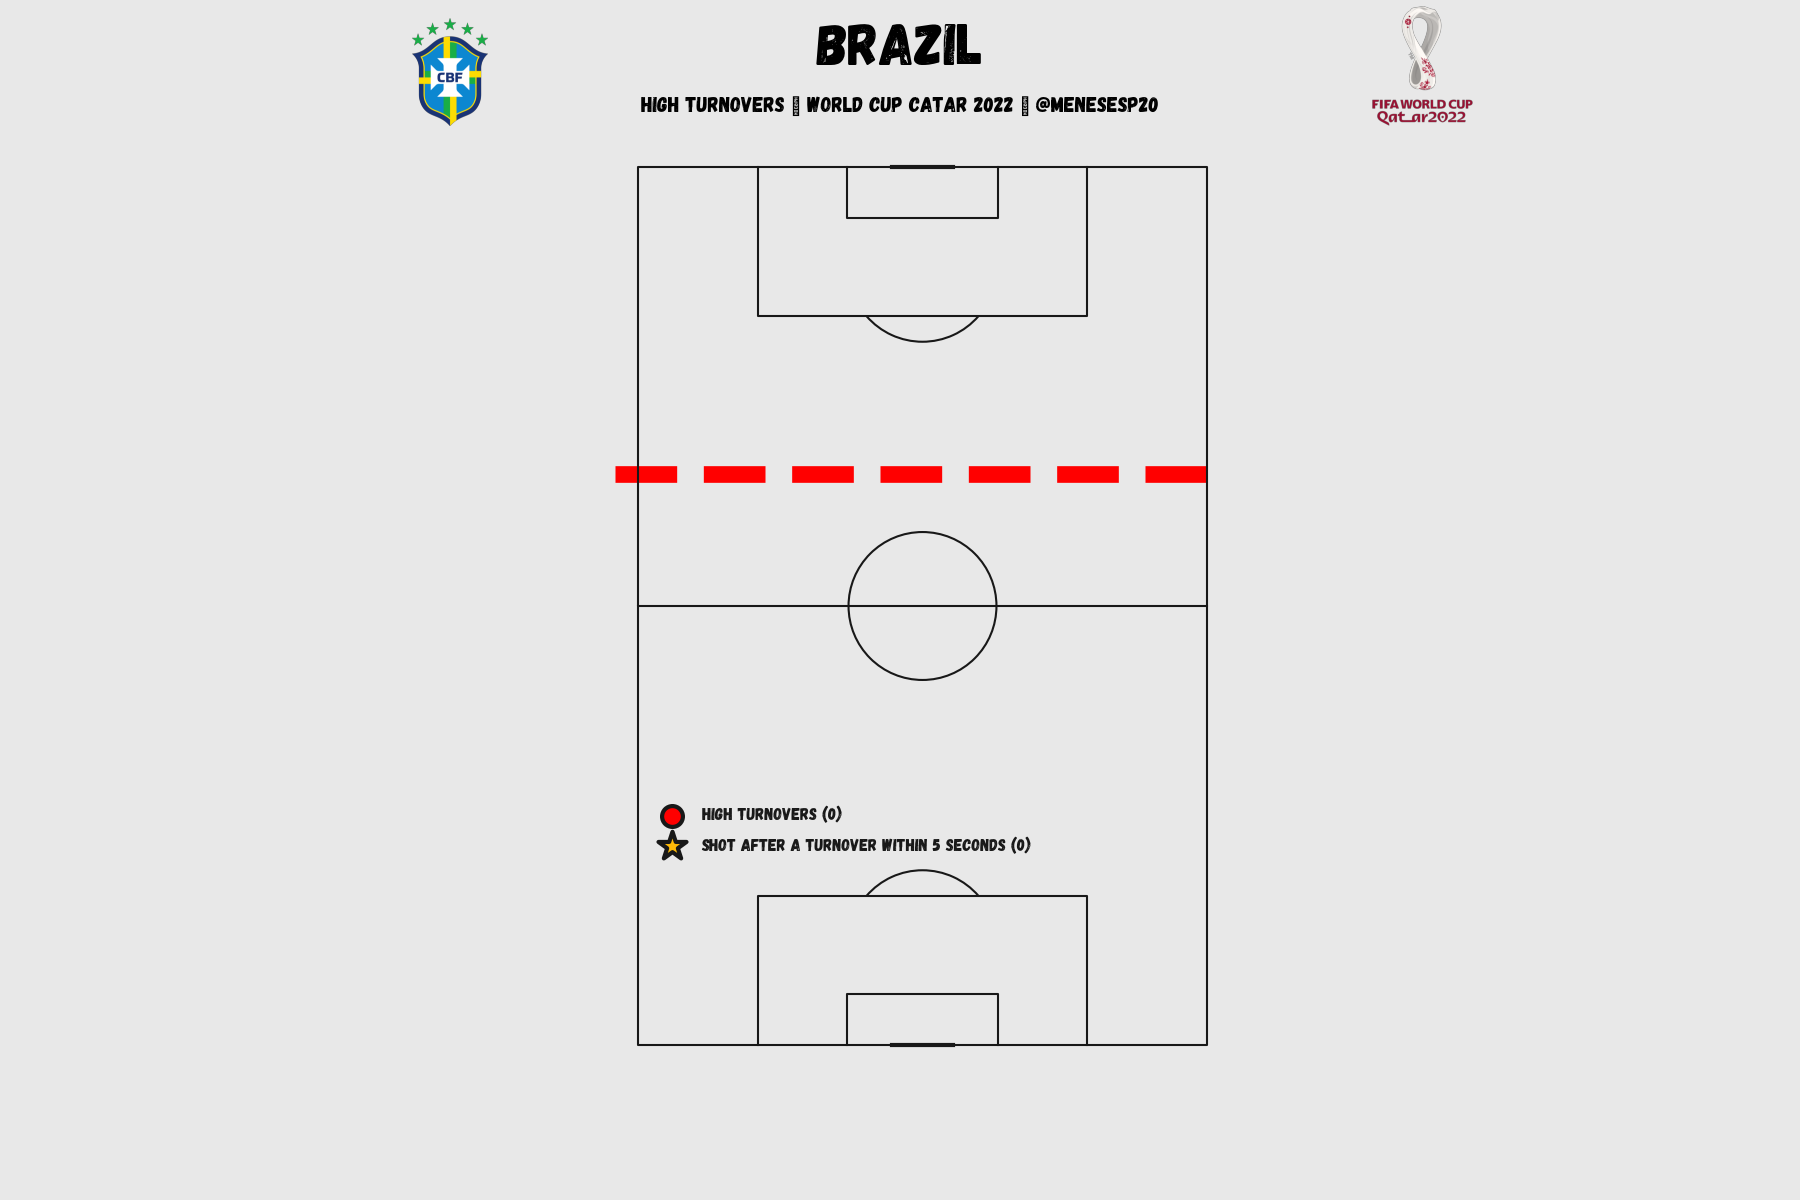 BRAZIL
HIGH TURNOVERS WORLD CUP CATAR 2022 @MENESESP20
CBF
FIFA WORLD CUP
Qatar2022
HIGH TURNOVERS (0)
SHOT AFTER A TURNOVER WITHIN 5 SECONDS (0)